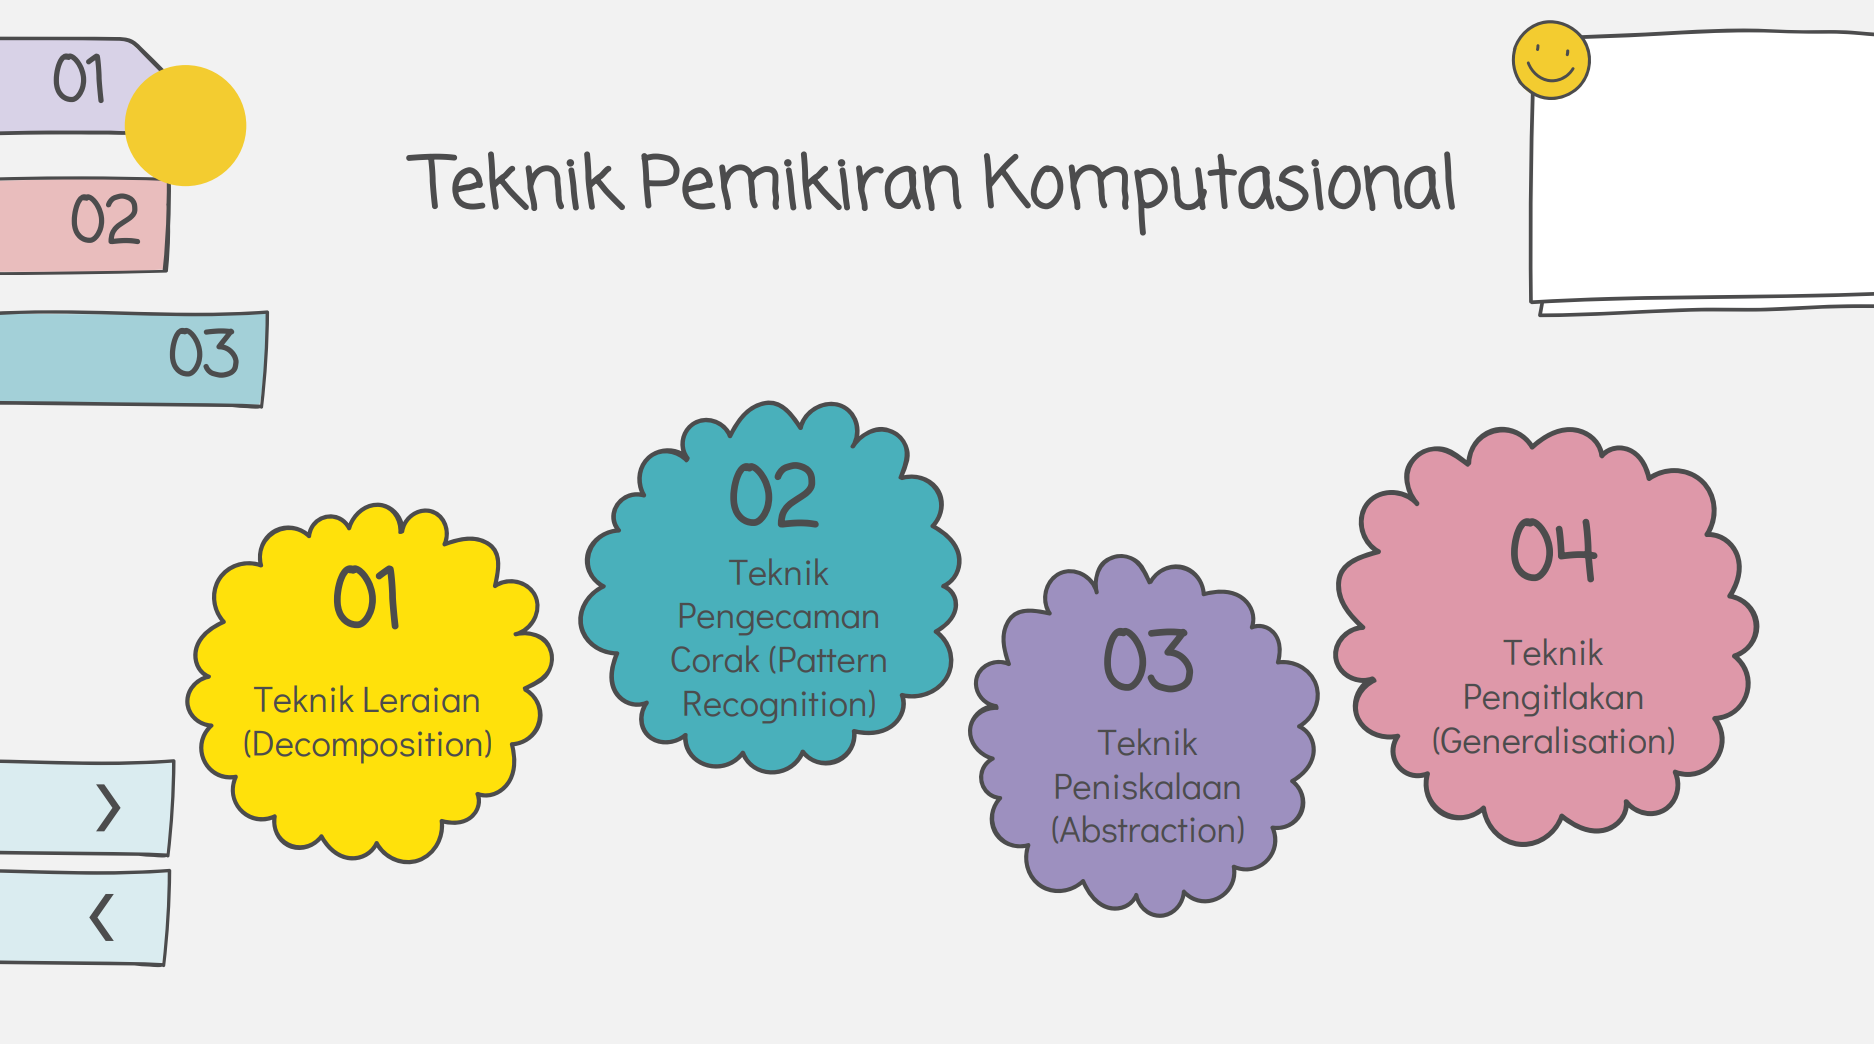 01
02
03
Teknik Pemikiran Komputasional
01
Teknik Leraian
(Decomposition)
02
Teknik
Pengecaman
Corak (Pattern
Recognition)
03
Teknik
Peniskalaan
(Abstraction)
04
Teknik
Pengitlakan
(Generalisation)